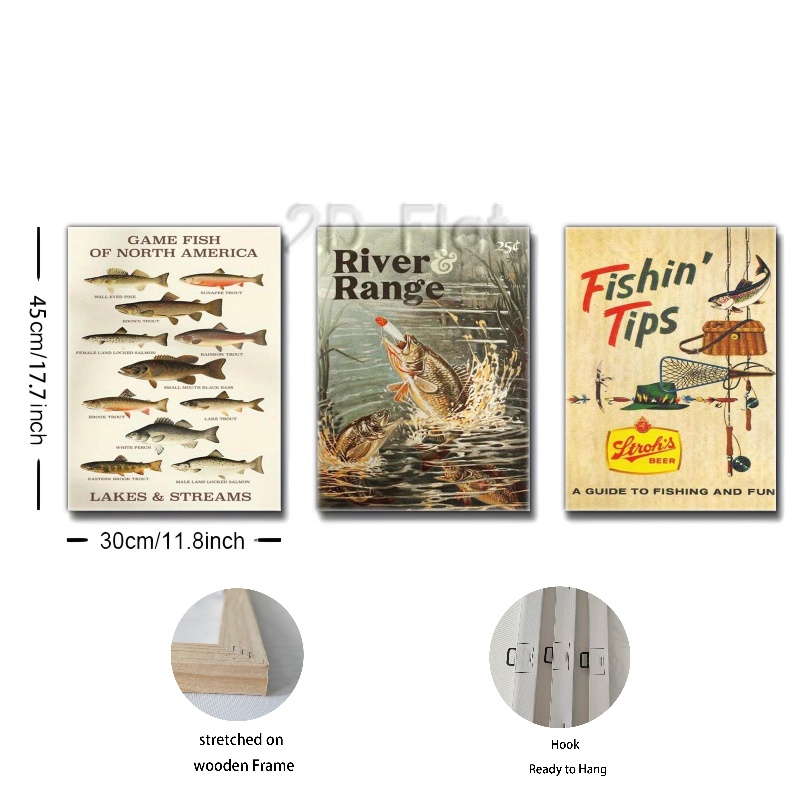 2D Flat
GAME FISH
OF NORTH AMERICA
WALL-EYED PIKE
SUNAPEE TROUT
BROWN TROUT
FEMALE LAND LOCKED SALMON
RAINBOW TROUT
SMALL MOUTH BLACK BASS
BROOK TROUT
LAKE TROUT
WHITE PERCH
EASTERN BROOK TROUT
MALE LAND LOCKED SALMON
LAKES & STREAMS
25¢
River &
Range
Fishin'
Tips
Stroh's
BEER
A GUIDE TO FISHING AND FUN
45cm/17.7inch
30cm/11.8inch
stretched on
wooden Frame
Hook
Ready to Hang